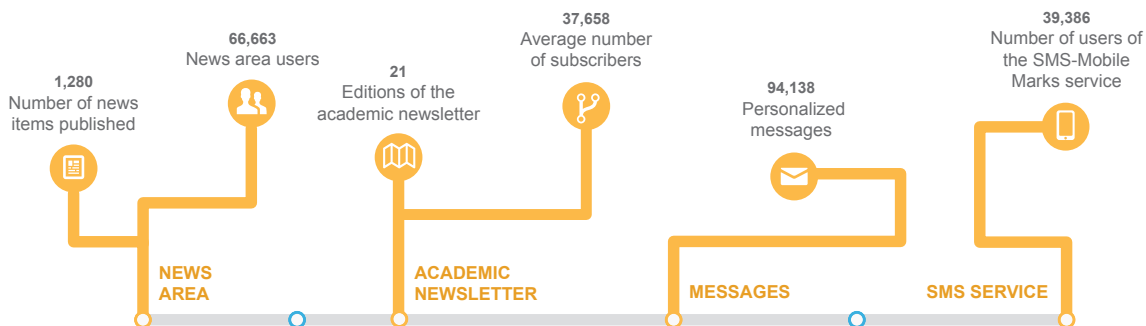 1,280
Number of news
items published
66,663
News area users
21
Editions of the
academic newsletter
37,658
Average number
of subscribers
94,138
Personalized
messages
39,386
Number of users of
the SMS-Mobile
Marks service
NEWS
AREA
ACADEMIC
NEWSLETTER
MESSAGES
SMS SERVICE